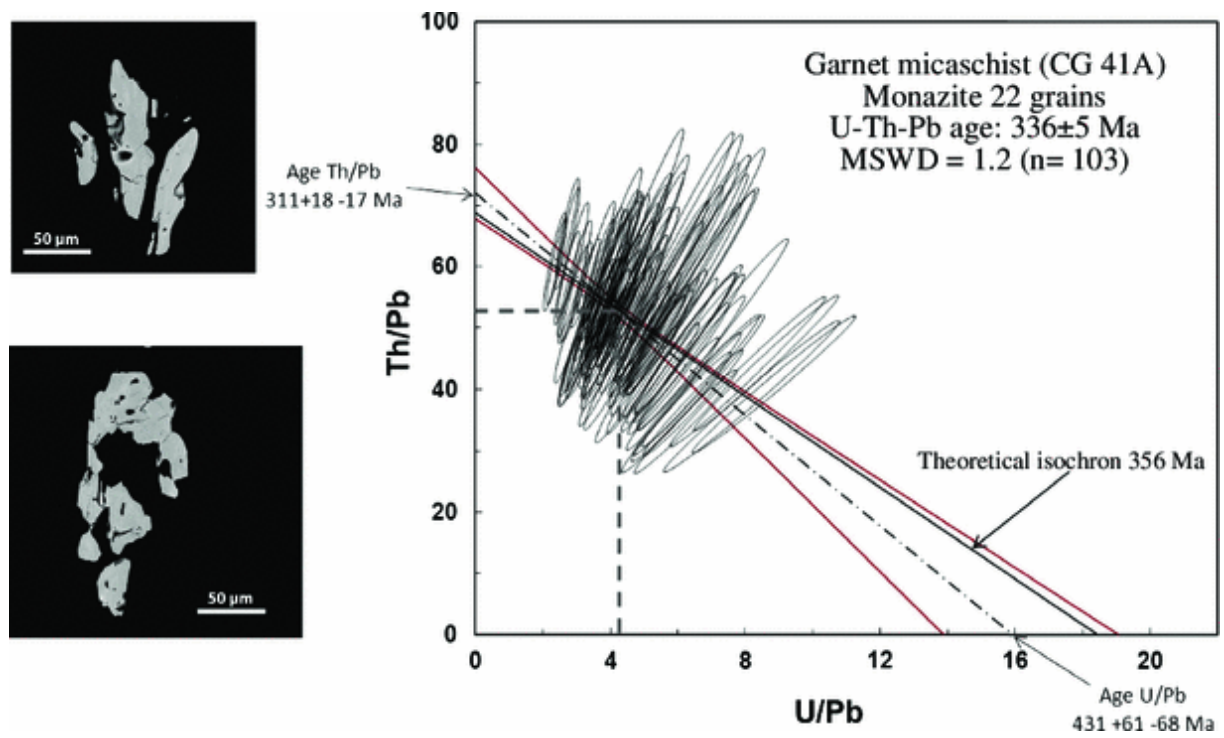 50 µm
50 µm
Garnet micaschist (CG 41A)
Monazite 22 grains
U-Th-Pb age: 336±5 Ma
MSWD = 1.2 (n= 103)
Age Th/Pb
311+18 -17 Ma
Theoretical isochron 356 Ma
Th/Pb
100
80
60
40
20
0
0
4
8
12
16
20
U/Pb
Age U/Pb
431 +61 -68 Ma